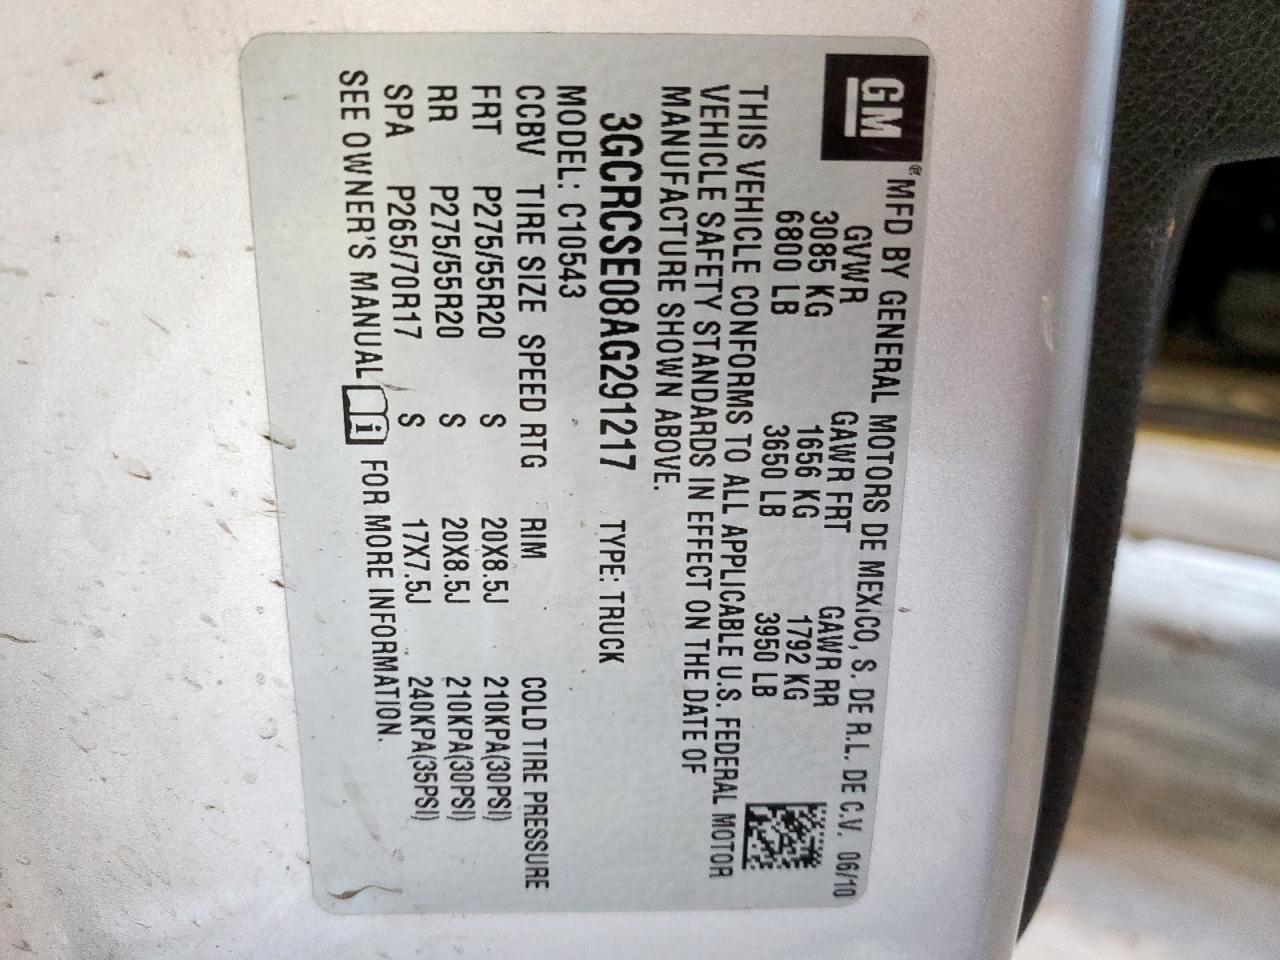 GM
® MFD BY GENERAL MOTORS DE MEXICO, S. DE R.L. DE C.V. 06/10
GVWR GAWR FRT GAWR RR
3085 KG 1656 KG 1792 KG
6800 LB 3650 LB 3950 LB
THIS VEHICLE CONFORMS TO ALL APPLICABLE U.S. FEDERAL MOTOR
VEHICLE SAFETY STANDARDS IN EFFECT ON THE DATE OF
MANUFACTURE SHOWN ABOVE.
3GCRCSE08AG291217 TYPE: TRUCK
MODEL: C10543
CCBV TIRE SIZE SPEED RTG RIM COLD TIRE PRESSURE
FRT P275/55R20 S 20X8.5J 210KPA(30PSI)
RR P275/55R20 S 20X8.5J 210KPA(30PSI)
SPA P265/70R17 S 17X7.5J 240KPA(35PSI)
SEE OWNER'S MANUAL i FOR MORE INFORMATION.